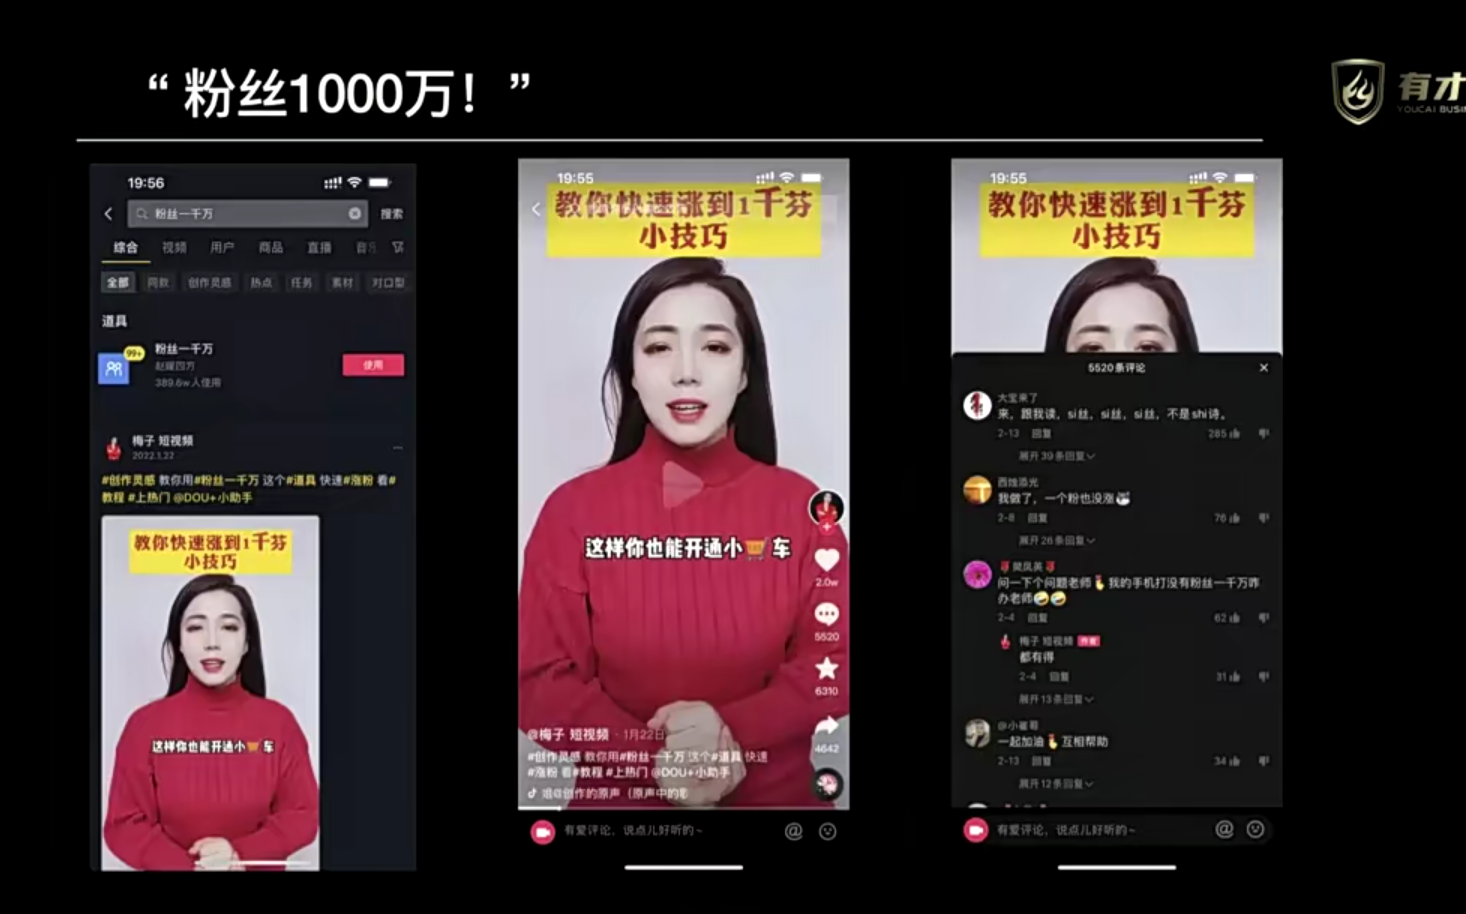 “粉丝1000万！”
有才
YOUCAI BUSI
19:56
粉丝一千万
搜索
综合 视频 用户 商品 直播 音乐
全部 同款 创作灵感 热点 任务 素材 对口型
道具
99+
粉丝一千万
赵耀四方
389.6w人使用
使用
梅子 短视频
2022.1.22
#创作灵感 教你用#粉丝一千万 这个#道具 快速#涨粉 看#
教程 #上热门 @DOU+小助手
教你快速涨到1千芬
小技巧
这样你也能开通小🛒车
19:55
教你快速涨到1千芬
小技巧
这样你也能开通小🛒车
2.0w
5520
6310
4642
@梅子 短视频 · 1月22日
#创作灵感 教你用#粉丝一千万 这个#道具 快速
#涨粉 看#教程 #上热门 @DOU+小助手
创作的原声（原声中的
有爱评论，说点儿好听的~
19:55
教你快速涨到1千芬
小技巧
5520条评论
大宝来了
来，跟我读，si丝，si丝，si丝，不是shi诗。
2-13 回复 285
展开39条回复
西烛添光
我做了，一个粉也没涨
2-8 回复 76
展开26条回复
樊凤英
问一下个问题老师我的手机打没有粉丝一千万咋
办老师🤣🤣
2-4 回复 62
梅子 短视频 作者
都有得
2-4 回复 31
展开13条回复
@小崔哥
一起加油互相帮助
2-13 回复 34
展开12条回复
有爱评论，说点儿好听的~